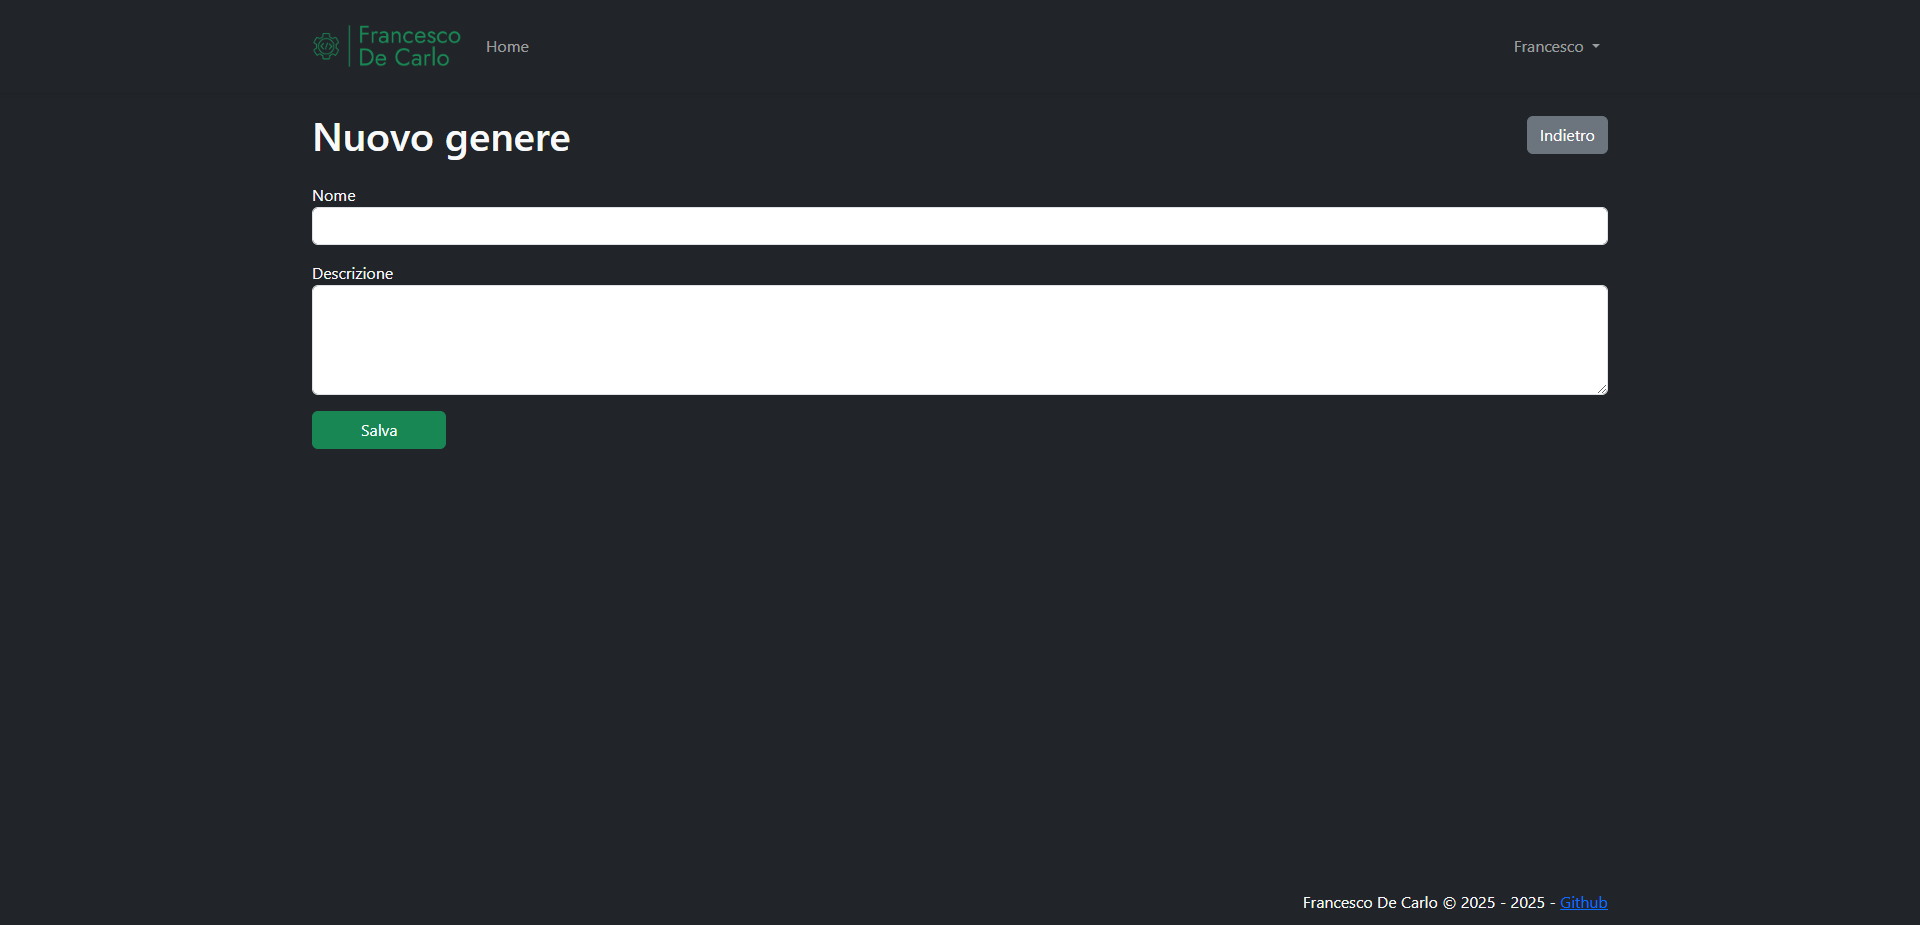 Francesco
De Carlo
Home
Francesco
Nuovo genere
Indietro
Nome
Descrizione
Salva
Francesco De Carlo © 2025 - 2025 - Github